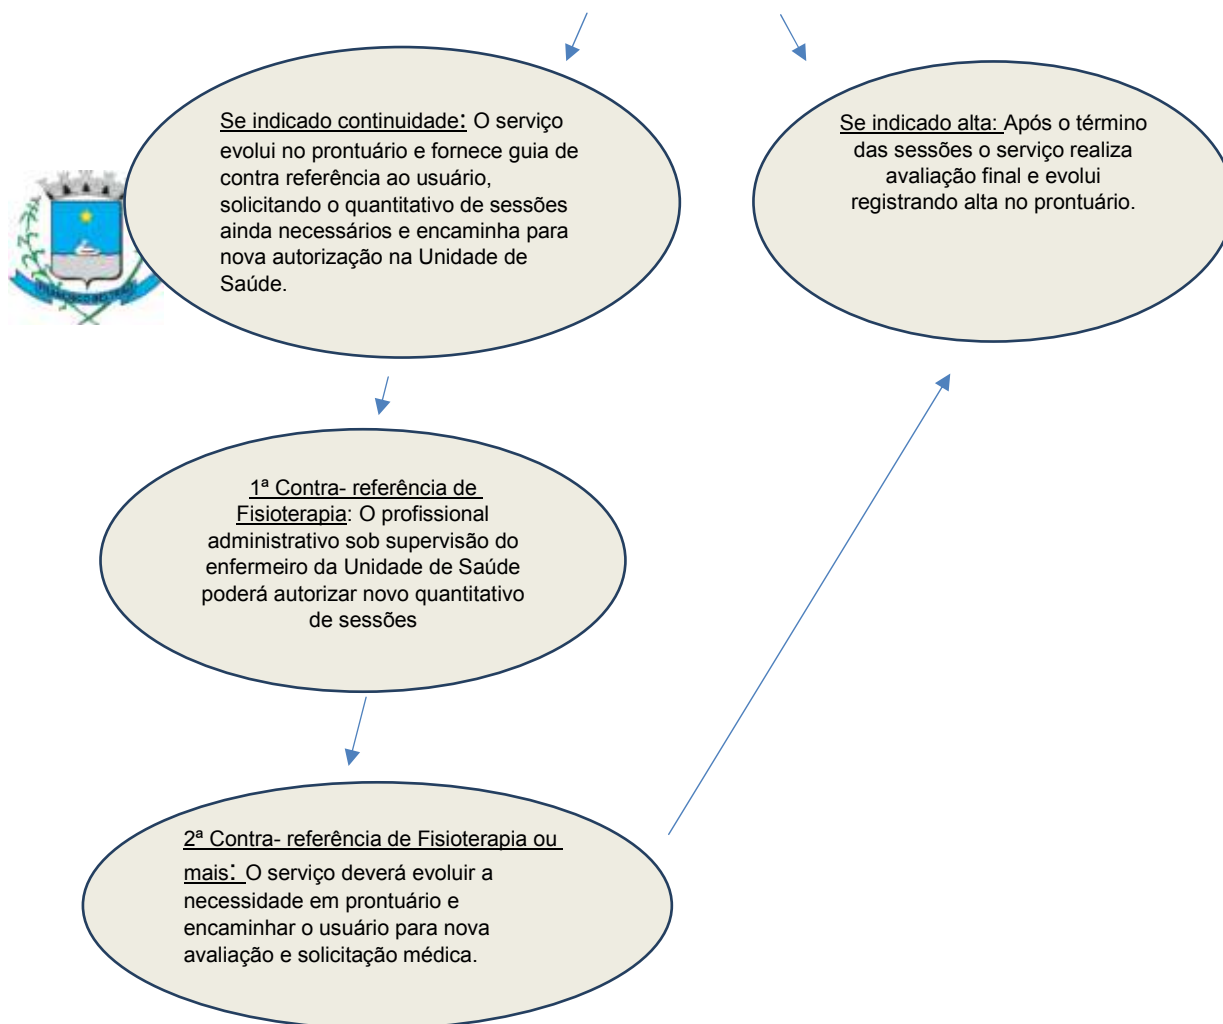 Se indicado continuidade: O serviço
evolui no prontuário e fornece guia de
contra referência ao usuário,
solicitando o quantitativo de sessões
ainda necessários e encaminha para
nova autorização na Unidade de
Saúde.
Se indicado alta: Após o término
das sessões o serviço realiza
avaliação final e evolui
registrando alta no prontuário.
1ª Contra- referência de
Fisioterapia: O profissional
administrativo sob supervisão do
enfermeiro da Unidade de Saúde
poderá autorizar novo quantitativo
de sessões
2ª Contra- referência de Fisioterapia ou
mais: O serviço deverá evoluir a
necessidade em prontuário e
encaminhar o usuário para nova
avaliação e solicitação médica.